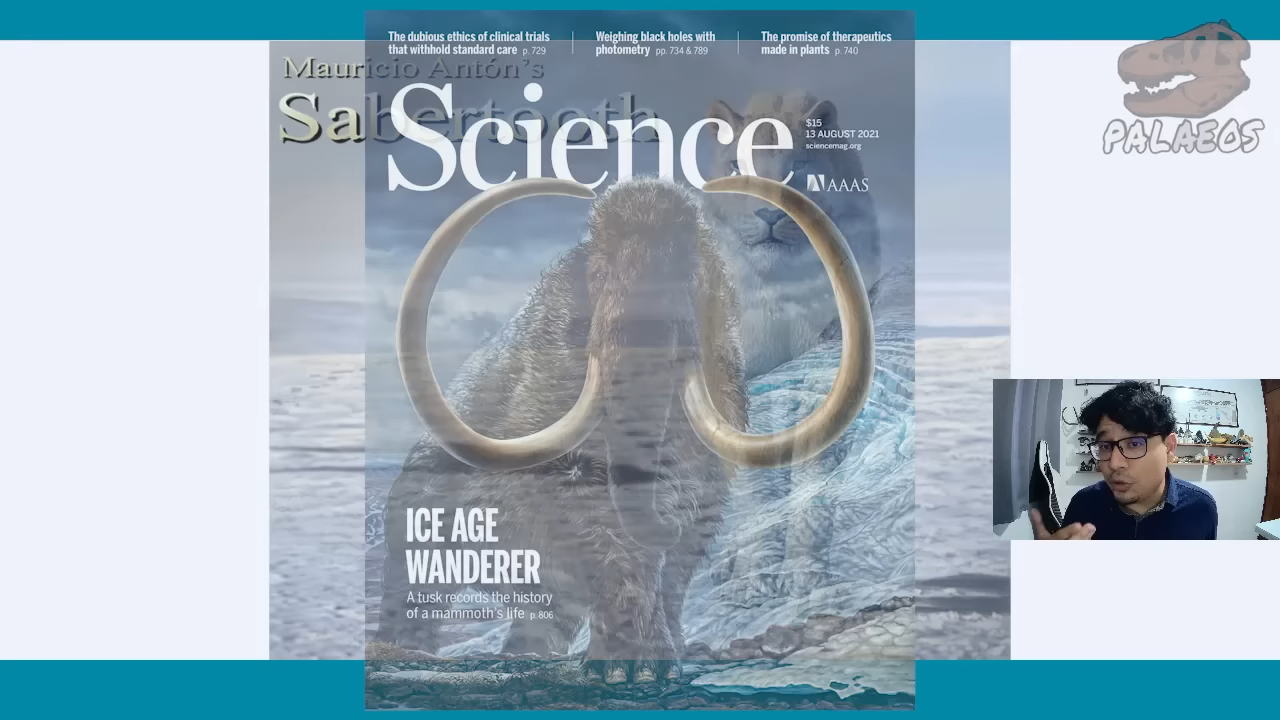 The dubious ethics of clinical trials
that withhold standard care p. 729
Weighing black holes with
photometry pp. 734 & 789
The promise of therapeutics
made in plants p. 740
Mauricio Antón's
Sabertooth
Science
$15
13 AUGUST 2021
sciencemag.org
AAAS
PALAEOS
ICE AGE
WANDERER
A tusk records the history
of a mammoth's life p. 806